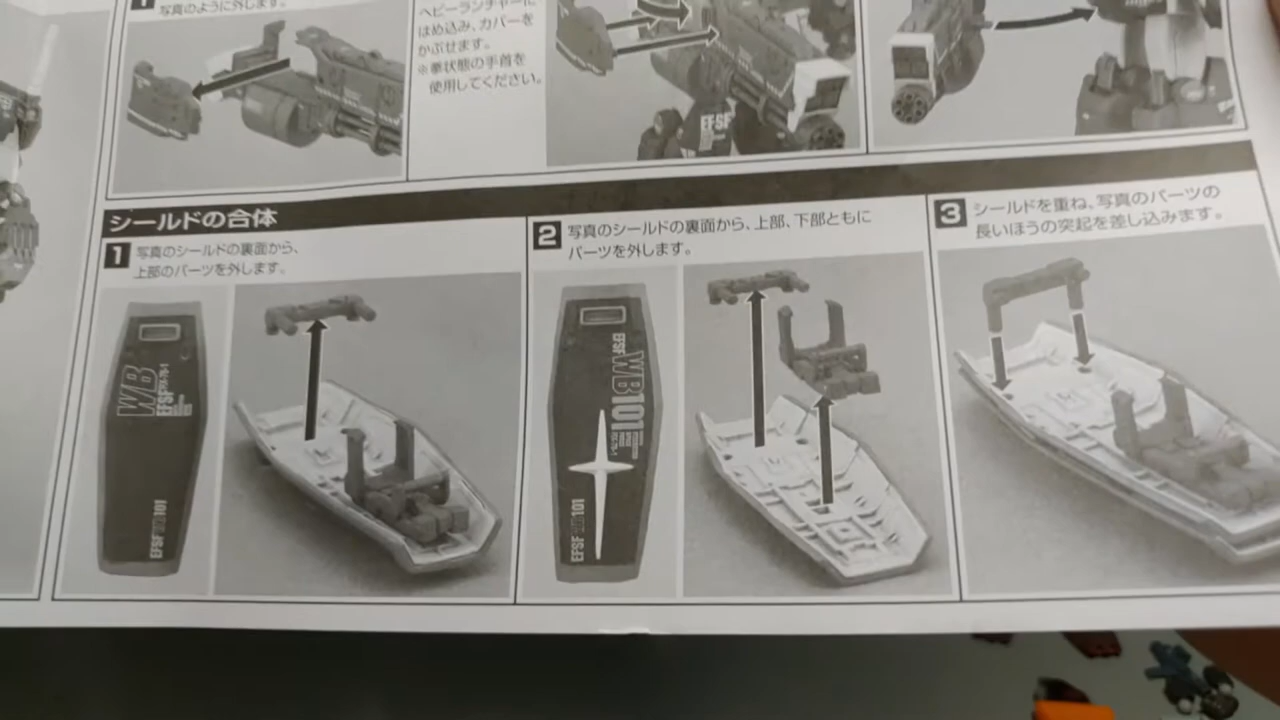 1
写真のように外します。
ヘビーランチャーに
はめ込み、カバーを
かぶせます。
※拳状態の手首を
使用してください。
EFSF
シールドの合体
1 写真のシールドの裏面から、
上部のパーツを外します。
WB
EFSF RX-78-1
EFSF 101
2 写真のシールドの裏面から、上部、下部ともに
パーツを外します。
EFSF WB101
EFSF 101
3 シールドを重ね、写真のパーツの
長いほうの突起を差し込みます。